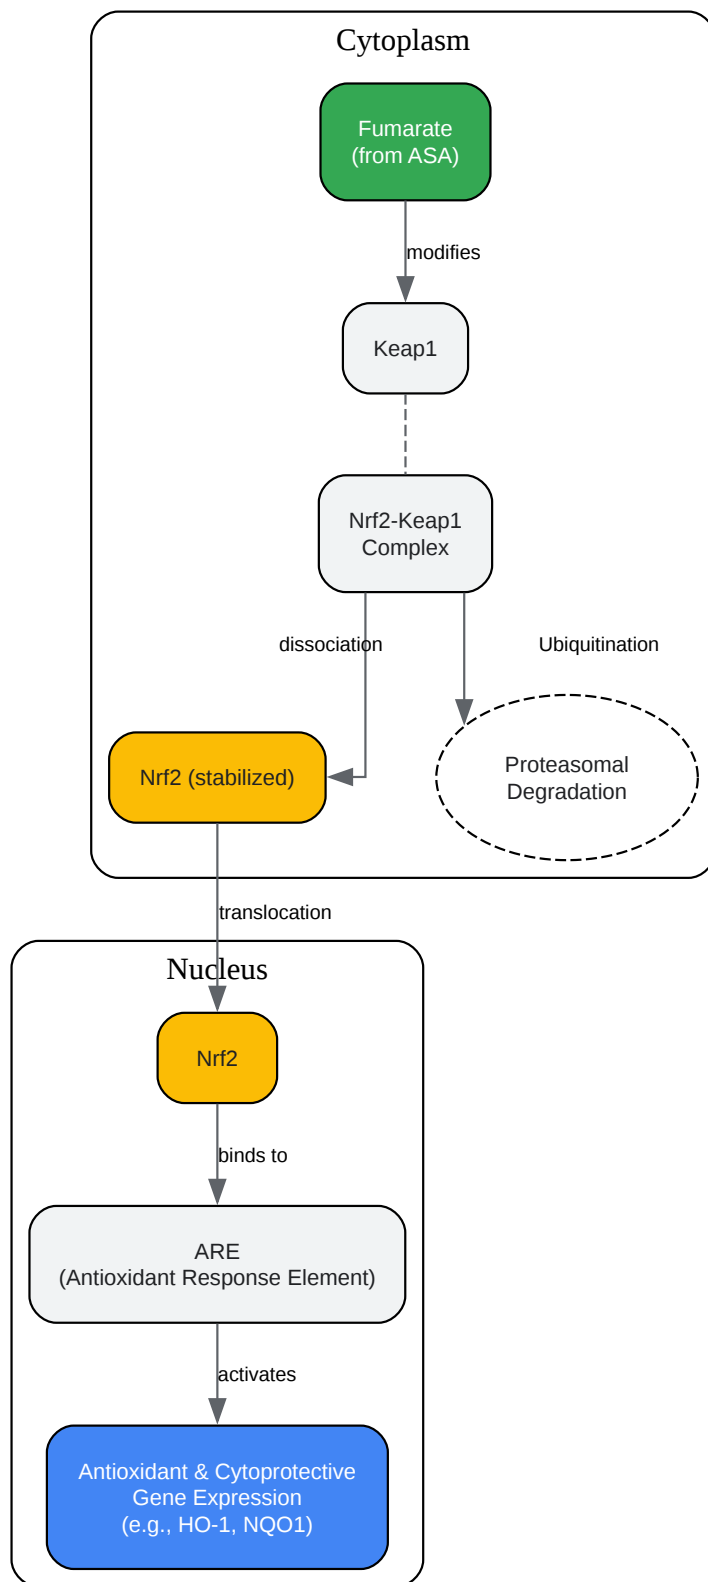 Cytoplasm
Fumarate
(from ASA)
modifies
Keap1
Nrf2-Keap1
Complex
dissociation
Ubiquitination
Nrf2 (stabilized)
Proteasomal
Degradation
translocation
Nucleus
Nrf2
binds to
ARE
(Antioxidant Response Element)
activates
Antioxidant & Cytoprotective
Gene Expression
(e.g., HO-1, NQO1)